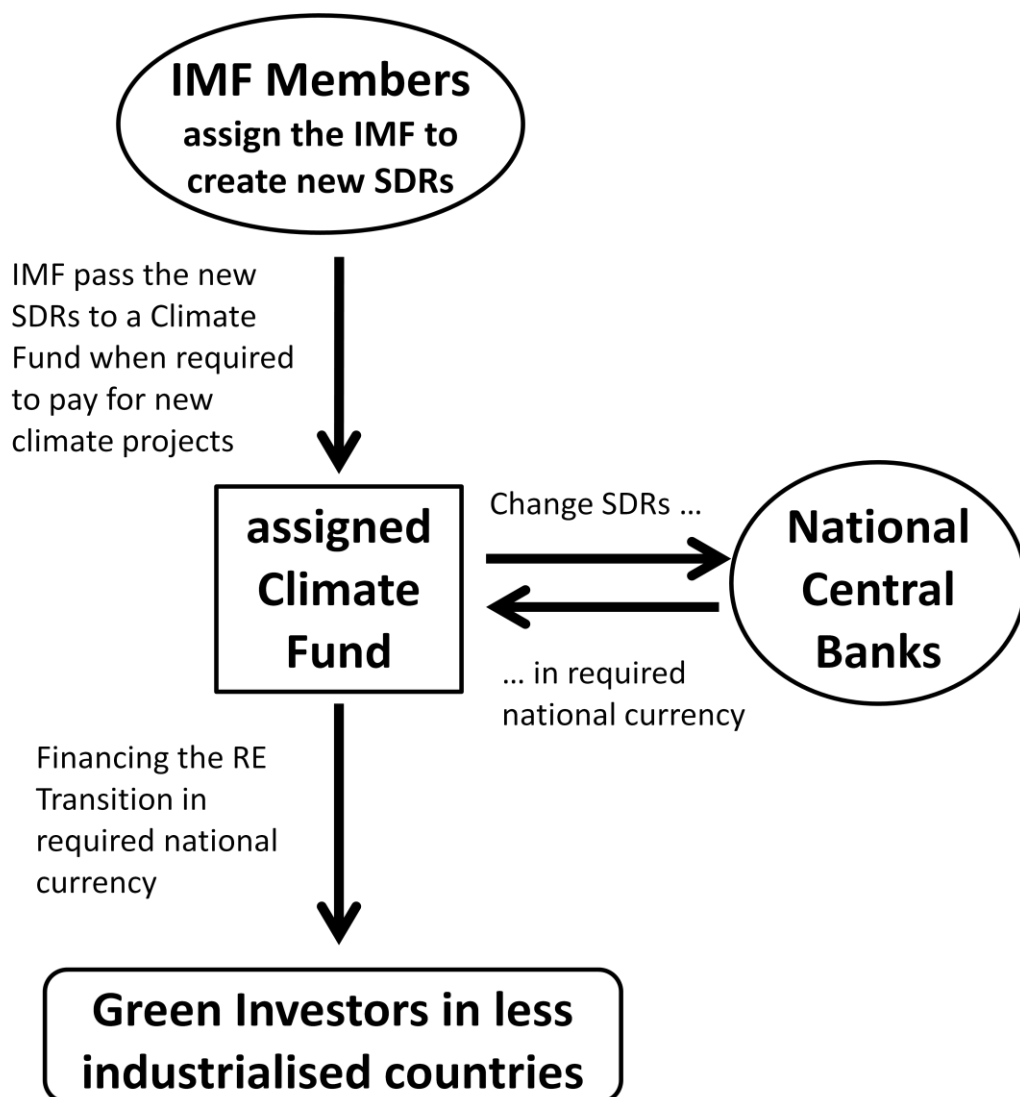 IMF Members
assign the IMF to
create new SDRs
IMF pass the new
SDRs to a Climate
Fund when required
to pay for new
climate projects
assigned
Climate
Fund
Change SDRs ...
National
Central
Banks
... in required
national currency
Financing the RE
Transition in
required national
currency
Green Investors in less
industrialised countries